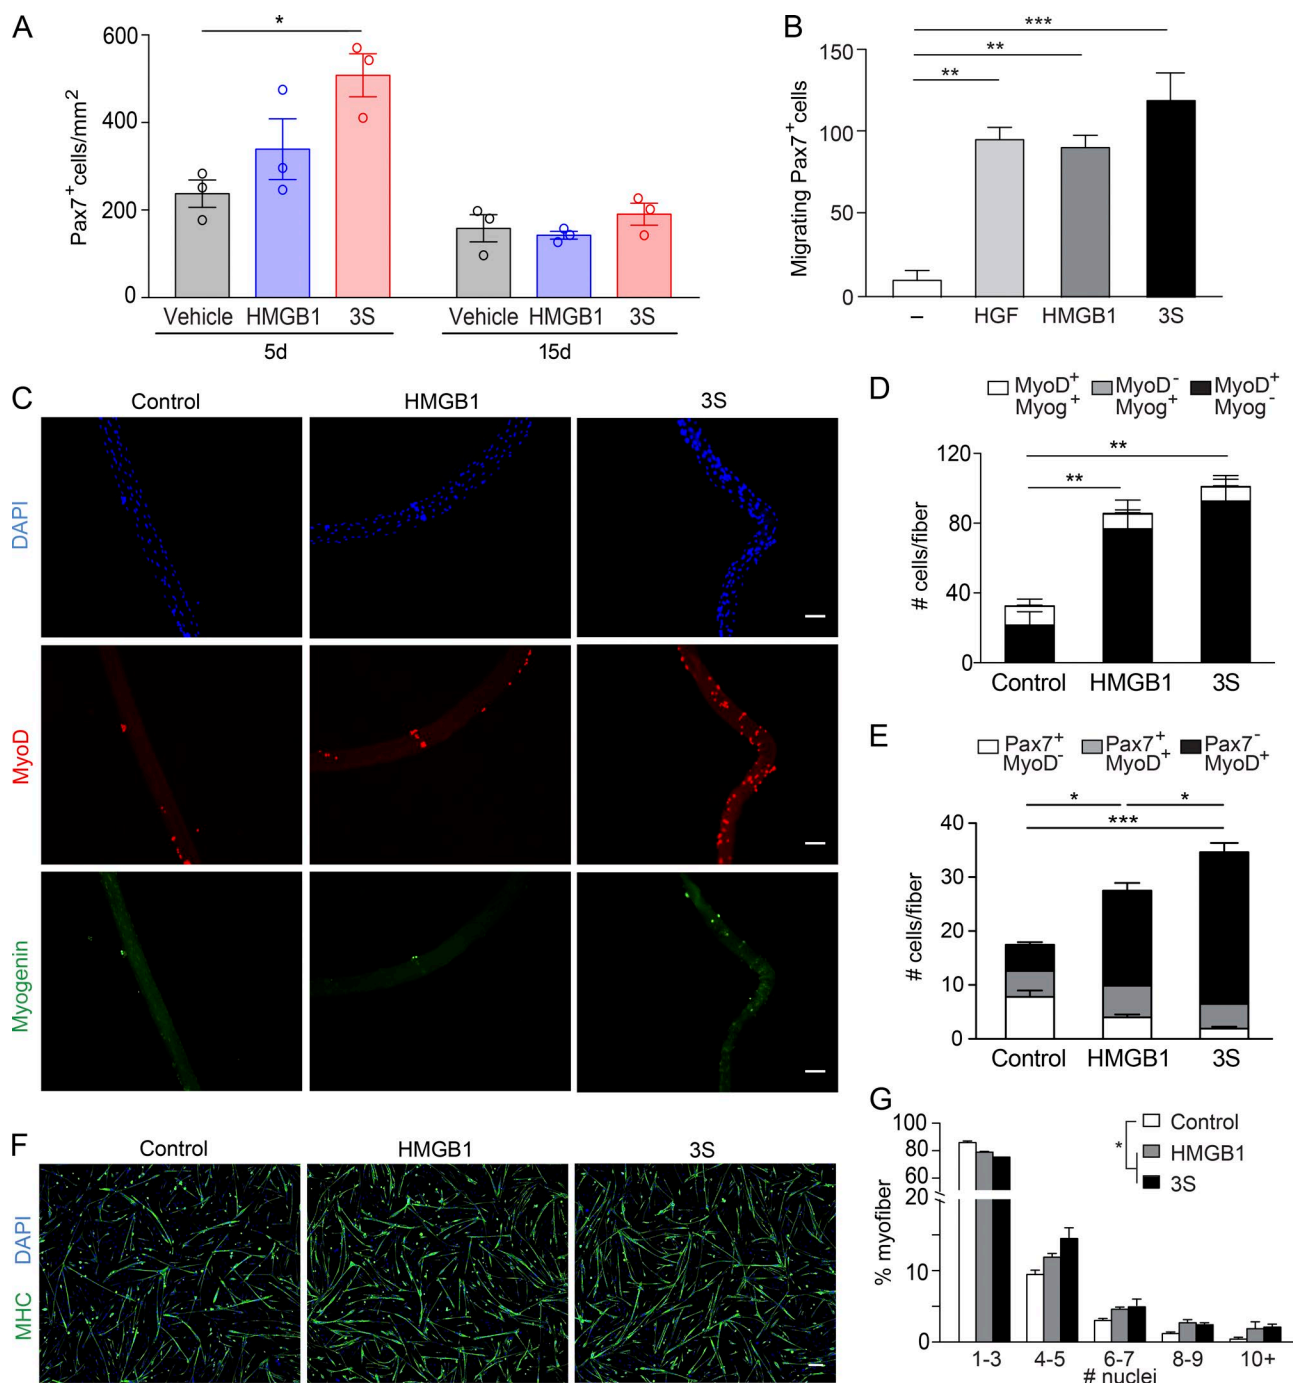 A
*
600
400
200
0
Pax7+cells/mm2
Vehicle HMGB1 3S
5d
Vehicle HMGB1 3S
15d
B
***
**
**
150
100
50
0
Migrating Pax7+cells
– HGF HMGB1 3S
C
Control HMGB1 3S
DAPI
MyoD
Myogenin
D
MyoD+ MyoD- MyoD+
Myog+ Myog+ Myog-
**
**
120
80
40
0
# cells/fiber
Control HMGB1 3S
E
Pax7+ Pax7+ Pax7-
MyoD- MyoD+ MyoD+
* *
***
40
30
20
10
0
# cells/fiber
Control HMGB1 3S
F
Control HMGB1 3S
MHC DAPI
G
Control
* HMGB1
3S
100
80
60
20
10
0
% myofiber
1-3 4-5 6-7 8-9 10+
# nuclei